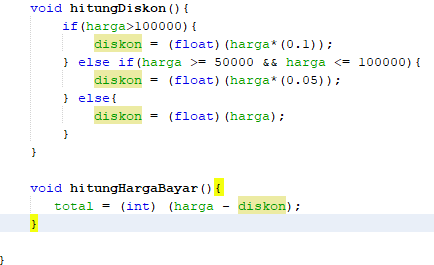 void hitungDiskon(){
if(harga>100000){
diskon = (float)(harga*(0.1));
} else if(harga >= 50000 && harga <= 100000){
diskon = (float)(harga*(0.05));
} else{
diskon = (float)(harga);
}
}
void hitungHargaBayar(){
total = (int) (harga - diskon);
}
}